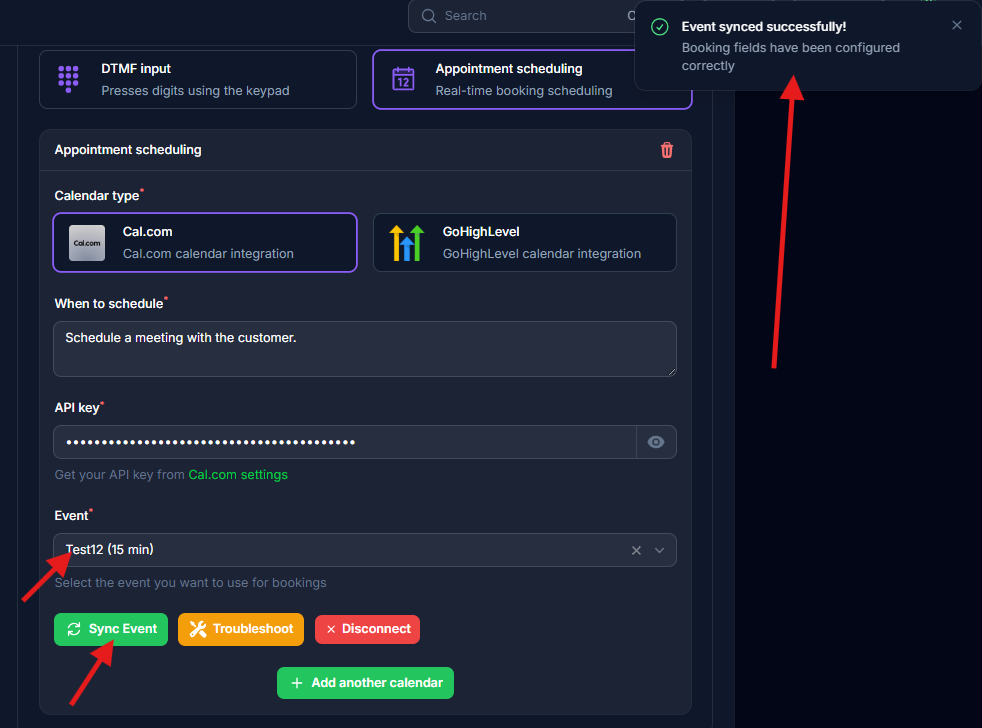 Search
C
Event synced successfully!
Booking fields have been configured
correctly
DTMF input
Presses digits using the keypad
12
Appointment scheduling
Real-time booking scheduling
Appointment scheduling
Calendar type*
Cal.com
Cal.com
Cal.com calendar integration
GoHighLevel
GoHighLevel calendar integration
When to schedule*
Schedule a meeting with the customer.
API key*
••••••••••••••••••••••••••••••••••••••••
Get your API key from Cal.com settings
Event*
Test12 (15 min)
Select the event you want to use for bookings
Sync Event
Troubleshoot
Disconnect
Add another calendar